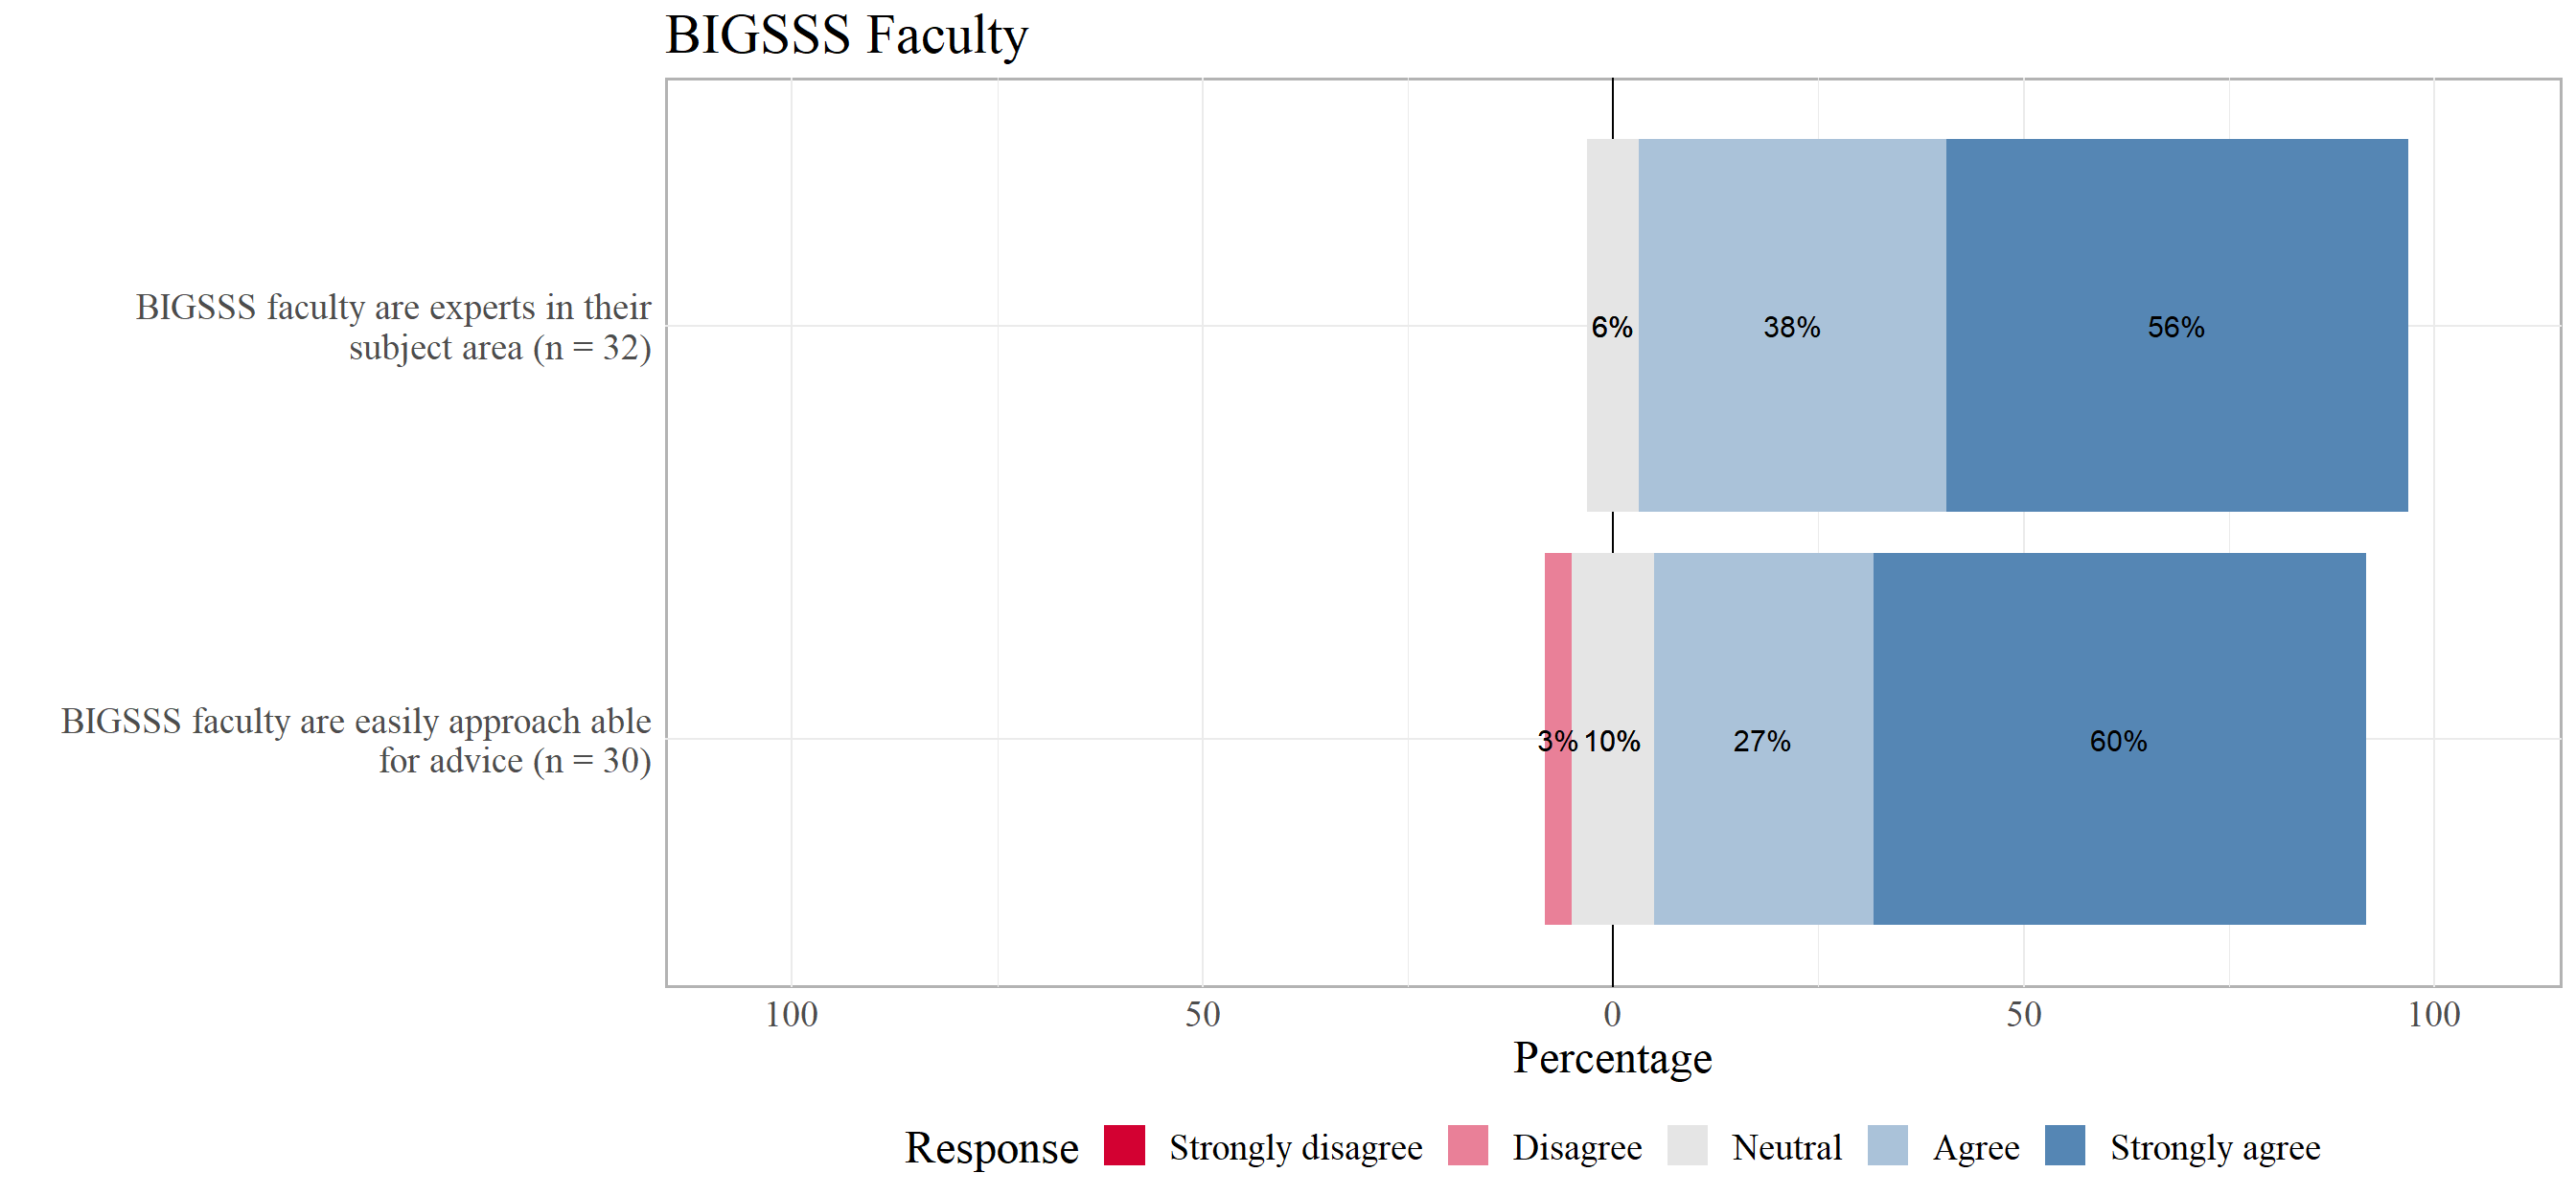 BIGSSS Faculty
BIGSSS faculty are experts in their
subject area (n = 32)
6%
38%
56%
BIGSSS faculty are easily approach able
for advice (n = 30)
3%
10%
27%
60%
100
50
0
50
100
Percentage
Response
Strongly disagree
Disagree
Neutral
Agree
Strongly agree